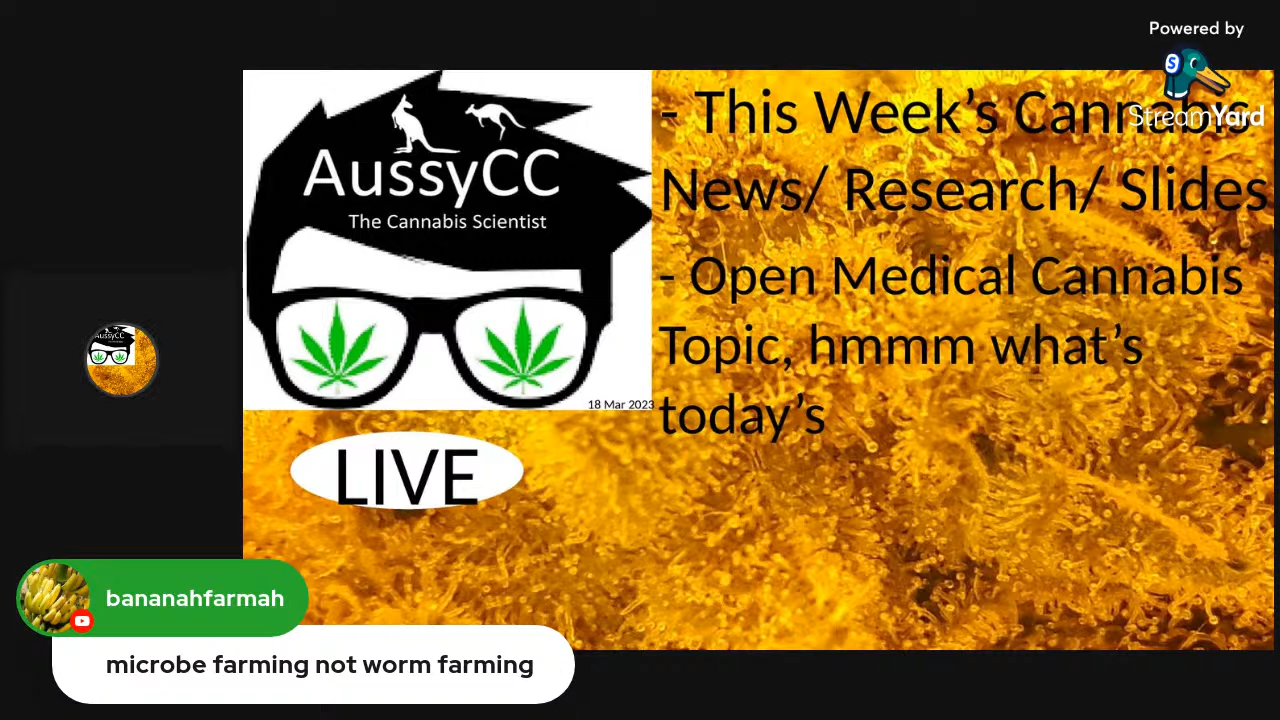 Powered by
StreamYard
AussyCC
The Cannabis Scientist
18 Mar 2023
- This Week’s Cannabis
News/ Research/ Slides
- Open Medical Cannabis
Topic, hmmm what’s
today’s
LIVE
AussyCC
bananahfarmah
microbe farming not worm farming